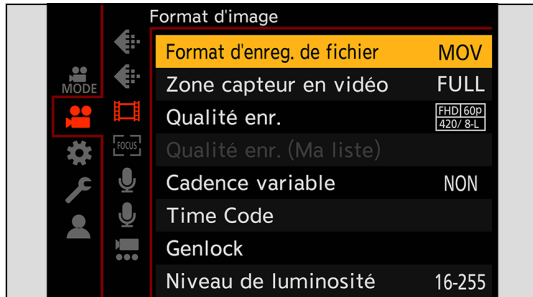 Format d'image
MODE
FOCUS
Format d'enreg. de fichier MOV
Zone capteur en vidéo FULL
Qualité enr. FHD 60p 420/8-L
Qualité enr. (Ma liste)
Cadence variable NON
Time Code
Genlock
Niveau de luminosité 16-255